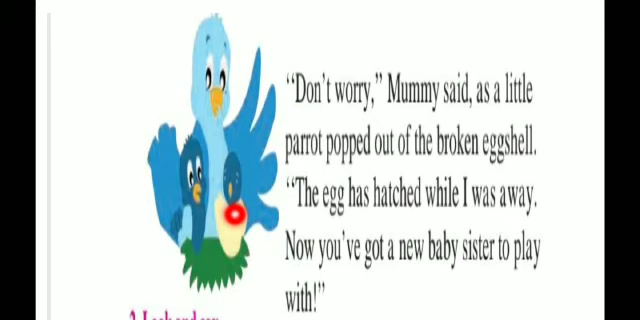 “Don’t worry,” Mummy said, as a little
parrot popped out of the broken eggshell.
“The egg has hatched while I was away.
Now you’ve got a new baby sister to play
with!”